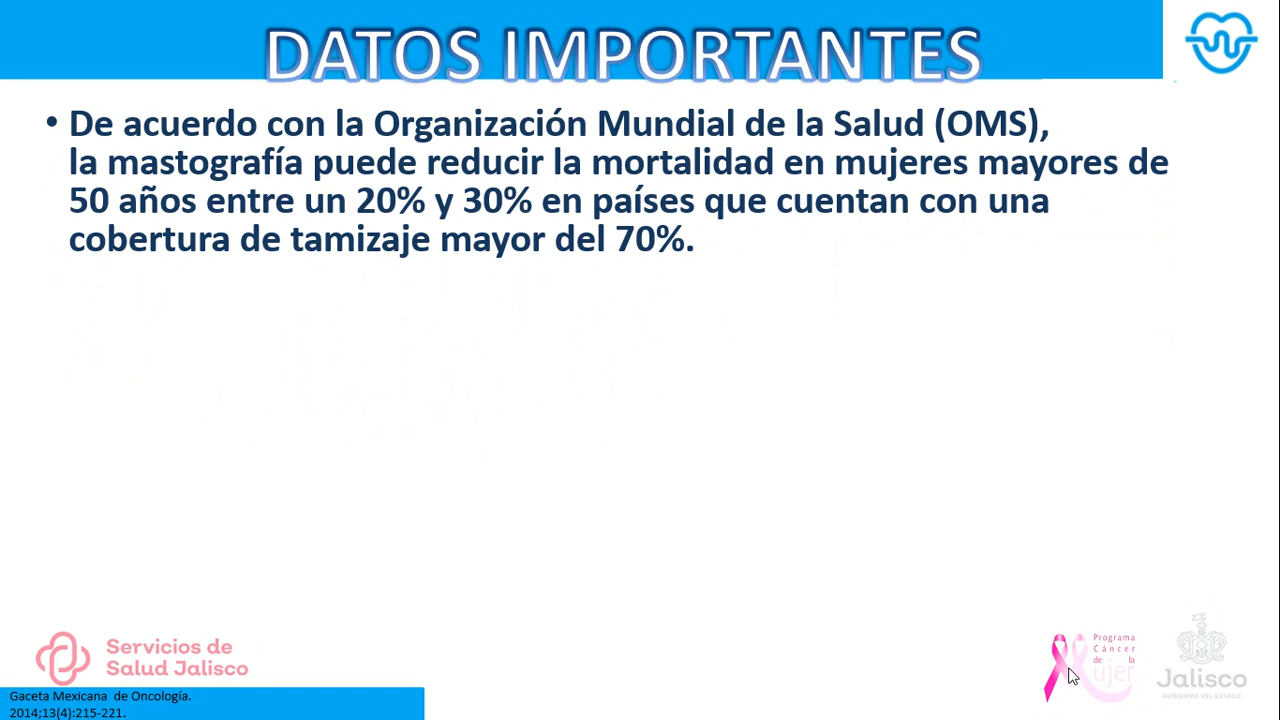 DATOS IMPORTANTES
• De acuerdo con la Organización Mundial de la Salud (OMS),
la mastografía puede reducir la mortalidad en mujeres mayores de
50 años entre un 20% y 30% en países que cuentan con una
cobertura de tamizaje mayor del 70%.
Servicios de
Salud Jalisco
Programa
Cáncer
de la
Mujer
Jalisco
GOBIERNO DEL ESTADO
Gaceta Mexicana de Oncología.
2014;13(4):215-221.